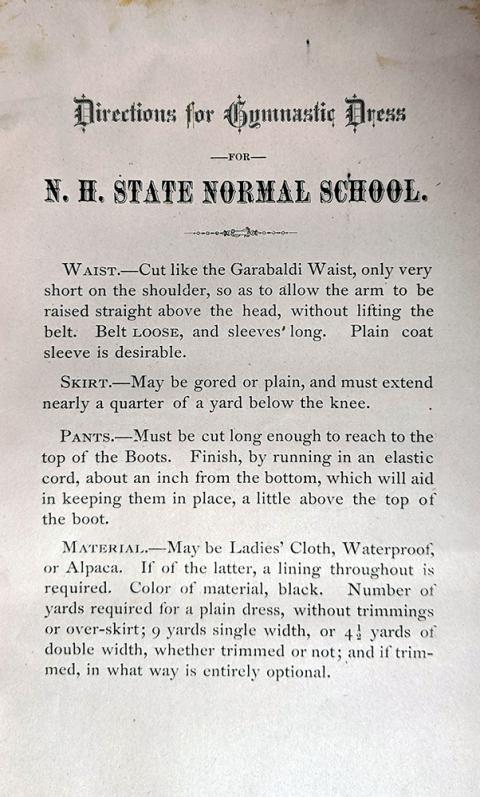 Directions for Gymnastic Dress
—FOR—
N. H. STATE NORMAL SCHOOL.
WAIST.—Cut like the Garabaldi Waist, only very
short on the shoulder, so as to allow the arm to be
raised straight above the head, without lifting the
belt. Belt LOOSE, and sleeves long. Plain coat
sleeve is desirable.
SKIRT.—May be gored or plain, and must extend
nearly a quarter of a yard below the knee.
PANTS.—Must be cut long enough to reach to the
top of the Boots. Finish, by running in an elastic
cord, about an inch from the bottom, which will aid
in keeping them in place, a little above the top of
the boot.
MATERIAL.—May be Ladies' Cloth, Waterproof,
or Alpaca. If of the latter, a lining throughout is
required. Color of material, black. Number of
yards required for a plain dress, without trimmings
or over-skirt; 9 yards single width, or 4½ yards of
double width, whether trimmed or not; and if trim-
med, in what way is entirely optional.